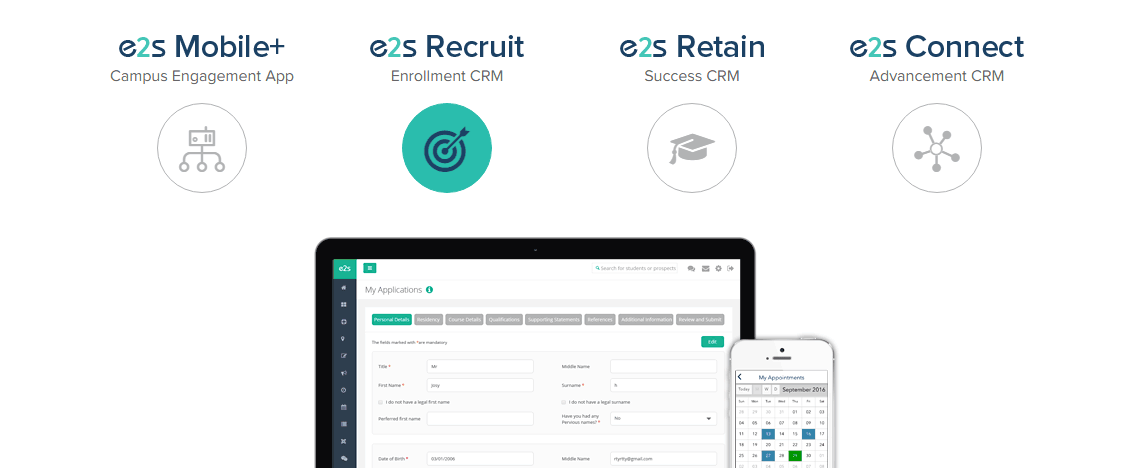 e2s Mobile+
Campus Engagement App
e2s Recruit
Enrollment CRM
e2s Retain
Success CRM
e2s Connect
Advancement CRM
e2s
Search for students or prospects
My Applications
Personal Details Residency Course Details Qualifications Supporting Statements References Additional Information Review and Submit
The fields marked with *are mandatory
Edit
Title * Mr Middle Name
First Name * jayy Surname * h
I do not have a legal first name I do not have a legal surname
Perferred first name Have you had any
Pervious names? * No
Date of Birth * 03/01/2006 Middle Name rtyrtty@gmail.com
My Appointments
Today W D September 2016
Sun Mon Tue Wed Thu Fri Sat
28 29 30 31 01 02 03
04 05 06 07 08 09 10
11 12 13 14 15 16 17
18 19 20 21 22 23 24
25 26 27 28 29 30 01